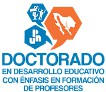 DOCTORADO
EN DESARROLLO EDUCATIVO
CON ÉNFASIS EN FORMACIÓN
DE PROFESORES